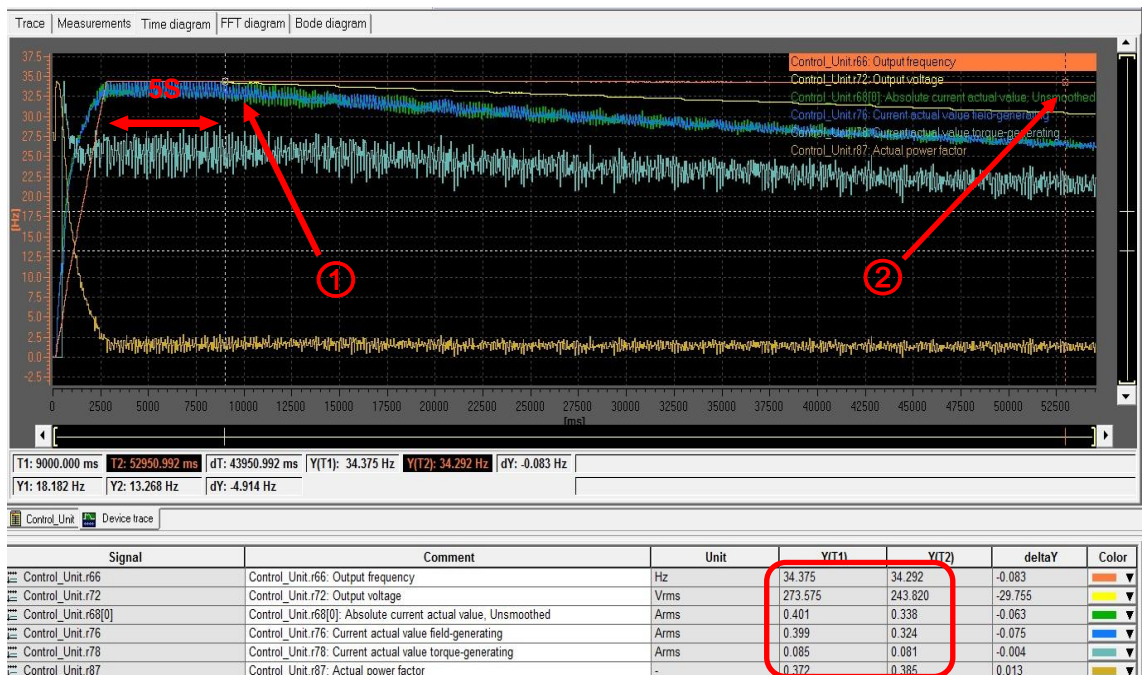 Trace Measurements Time diagram FFT diagram Bode diagram
37.5
35.0
32.5
30.0
27.5
25.0
22.5
20.0
17.5
15.0
12.5
10.0
7.5
5.0
2.5
0.0
-2.5
[Hz]
5S
Control_Unit.r66: Output frequency
Control_Unit.r72: Output voltage
Control_Unit.r68[0]: Absolute current actual value, Unsmoothed
Control_Unit.r76: Current actual value field-generating
Control_Unit.r78: Current actual value torque-generating
Control_Unit.r87: Actual power factor
①
②
0 2500 5000 7500 10000 12500 15000 17500 20000 22500 25000 27500 30000 32500 35000 37500 40000 42500 45000 47500 50000 52500
[ms]
T1: 9000.000 ms T2: 52950.992 ms dT: 43950.992 ms Y(T1): 34.375 Hz Y(T2): 34.292 Hz dY: -0.083 Hz
Y1: 18.182 Hz Y2: 13.268 Hz dY: -4.914 Hz
Control_Unit Device trace
Signal Comment Unit Y(T1) Y(T2) deltaY Color
Control_Unit.r66 Control_Unit.r66: Output frequency Hz 34.375 34.292 -0.083
Control_Unit.r72 Control_Unit.r72: Output voltage Vrms 273.575 243.820 -29.755
Control_Unit.r68[0] Control_Unit.r68[0]: Absolute current actual value, Unsmoothed Arms 0.401 0.338 -0.063
Control_Unit.r76 Control_Unit.r76: Current actual value field-generating Arms 0.399 0.324 -0.075
Control_Unit.r78 Control_Unit.r78: Current actual value torque-generating Arms 0.085 0.081 -0.004
Control_Unit.r87 Control_Unit.r87: Actual power factor - 0.372 0.385 0.013